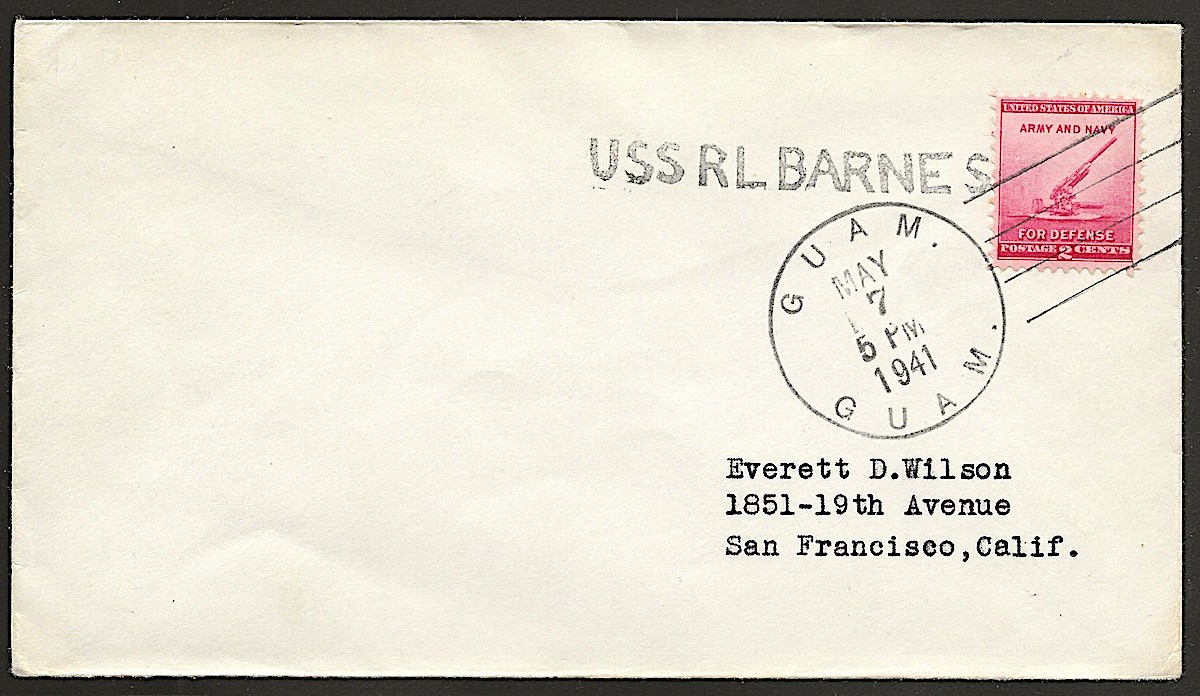 USS RL BARNES
UNITED STATES OF AMERICA
ARMY AND NAVY
FOR DEFENSE
POSTAGE 2 CENTS
GUAM.
MAY
7
5 PM
1941
GUAM.
Everett D.Wilson
1851-19th Avenue
San Francisco,Calif.